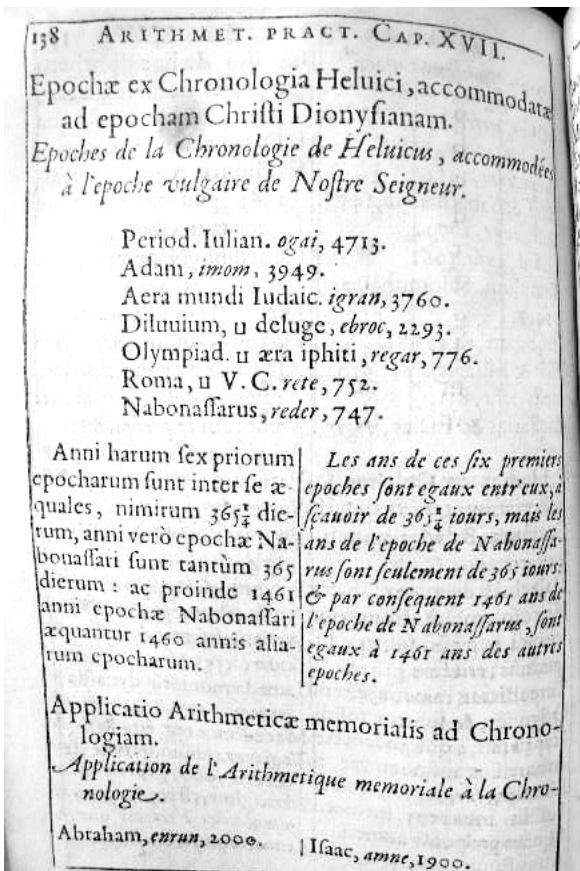 138 ARITHMET. PRACT. CAP. XVII.
Epochæ ex Chronologia Heluici, accommodatæ
ad epocham Chriſti Dionyſianam.
Epoches de la Chronologie de Heluicus, accommodées
à l'epoche vulgaire de Noſtre Seigneur.
Period. Iulian. ogai, 4713.
Adam, imom, 3949.
Aera mundi Iudaic. igran, 3760.
Diluuium, u deluge, ebroc, 2293.
Olympiad. u æra iphiti, regar, 776.
Roma, u V. C. rete, 752.
Nabonaſſarus, reder, 747.
Anni harum ſex priorum
epocharum ſunt inter ſe æ-
quales, nimirum 365¼ die-
rum, anni verò epochæ Na-
bonaſſari ſunt tantùm 365
dierum : ac proinde 1461
anni epochæ Nabonaſſari
æquantur 1460 annis alia-
rum epocharum.
Les ans de ces ſix premiers
epoches ſont egaux entr'eux, à
ſcauoir de 365¼ iours, mais les
ans de l'epoche de Nabonaſſa-
rus ſont ſeulement de 365 iours:
& par conſequent 1461 ans de
l'epoche de Nabonaſſarus, ſont
egaux à 1461 ans des autres
epoches.
Applicatio Arithmeticæ memorialis ad Chrono-
logiam.
Application de l'Arithmetique memoriale à la Chro-
nologie.
Abraham, enrun, 2000. | Iſaac, amne, 1900.